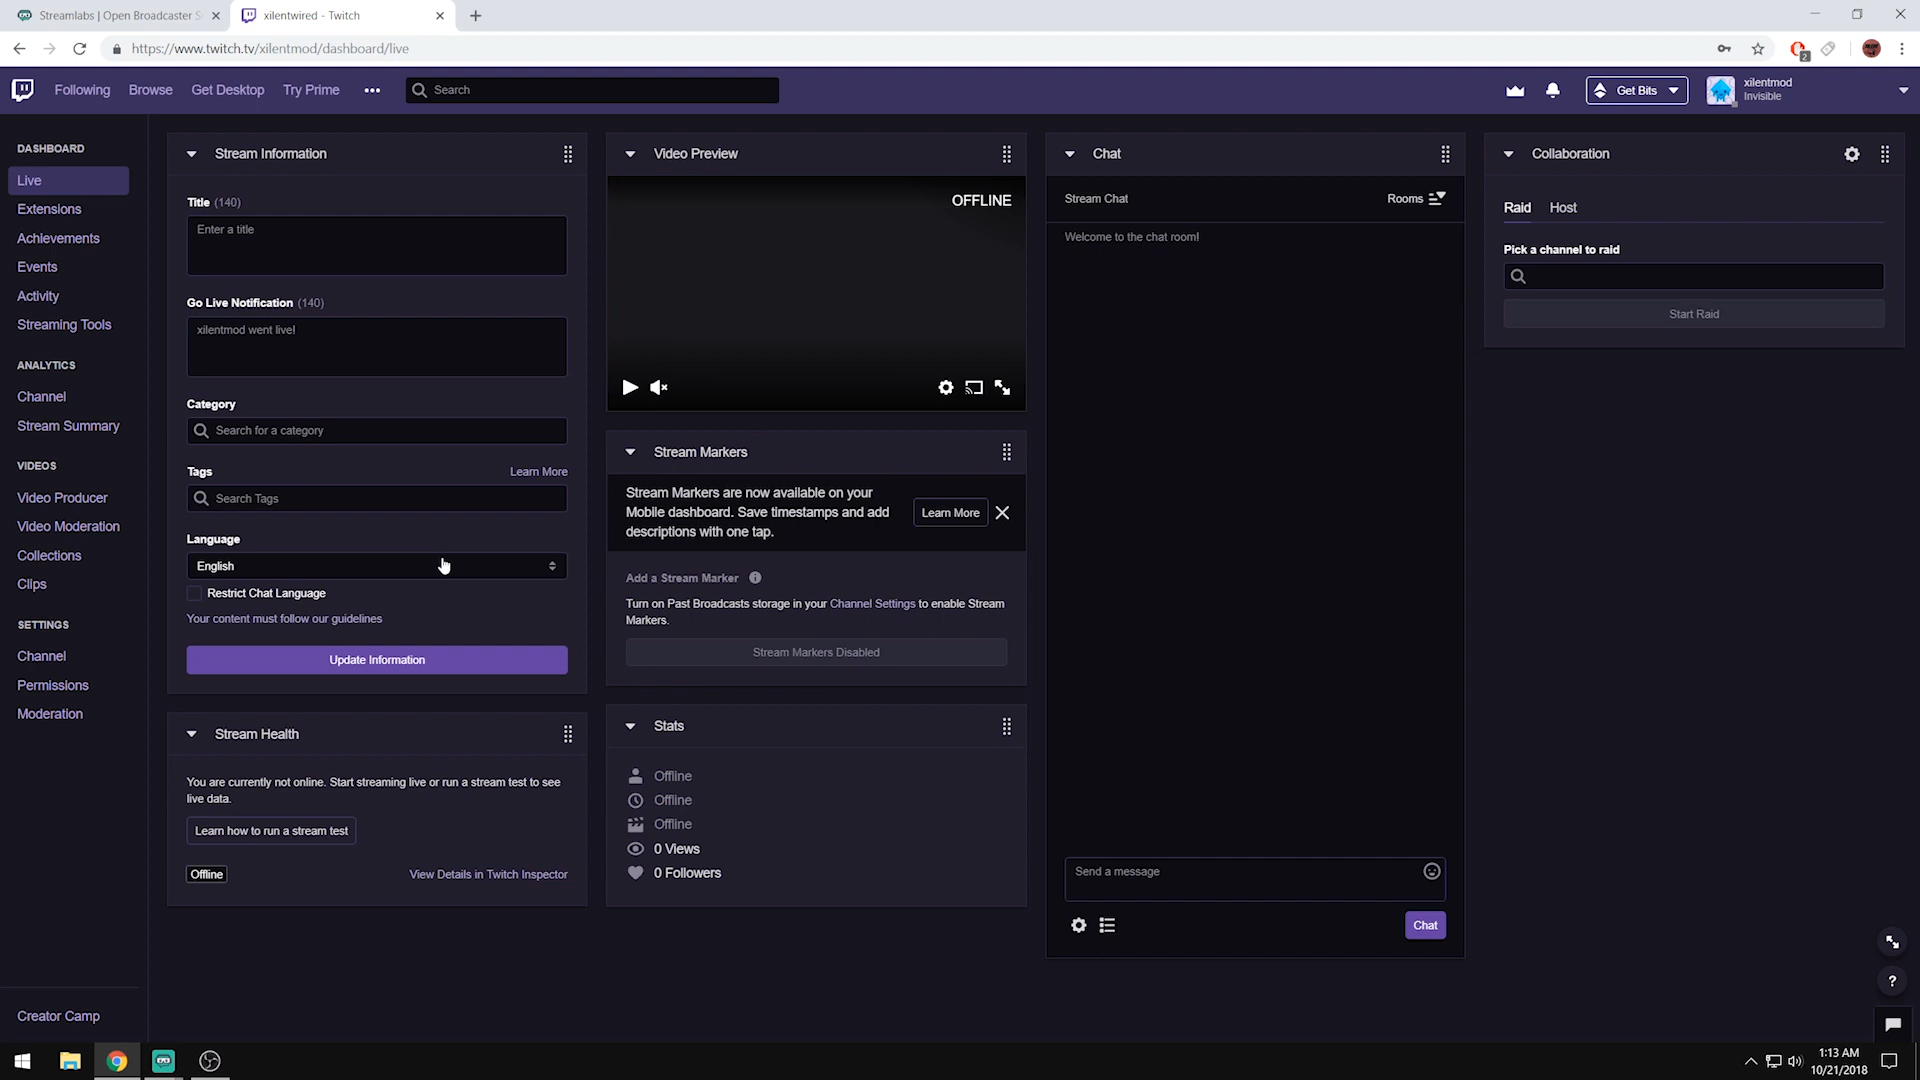 Streamlabs | Open Broadcaster S
xilentwired - Twitch
https://www.twitch.tv/xilentmod/dashboard/live
2
Following
Browse
Get Desktop
Try Prime
Search
Get Bits
xilentmod
Invisible
DASHBOARD
Live
Extensions
Achievements
Events
Activity
Streaming Tools
ANALYTICS
Channel
Stream Summary
VIDEOS
Video Producer
Video Moderation
Collections
Clips
SETTINGS
Channel
Permissions
Moderation
Creator Camp
Stream Information
Title (140)
Enter a title
Go Live Notification (140)
xilentmod went live!
Category
Search for a category
Tags
Learn More
Search Tags
Language
English
Restrict Chat Language
Your content must follow our guidelines
Update Information
Stream Health
You are currently not online. Start streaming live or run a stream test to see
live data.
Learn how to run a stream test
Offline
View Details in Twitch Inspector
Video Preview
OFFLINE
Stream Markers
Stream Markers are now available on your
Mobile dashboard. Save timestamps and add
descriptions with one tap.
Learn More
Add a Stream Marker
Turn on Past Broadcasts storage in your Channel Settings to enable Stream
Markers.
Stream Markers Disabled
Stats
Offline
Offline
Offline
0 Views
0 Followers
Chat
Stream Chat
Rooms
Welcome to the chat room!
Send a message
Chat
Collaboration
Raid
Host
Pick a channel to raid
Start Raid
?
1:13 AM
10/21/2018